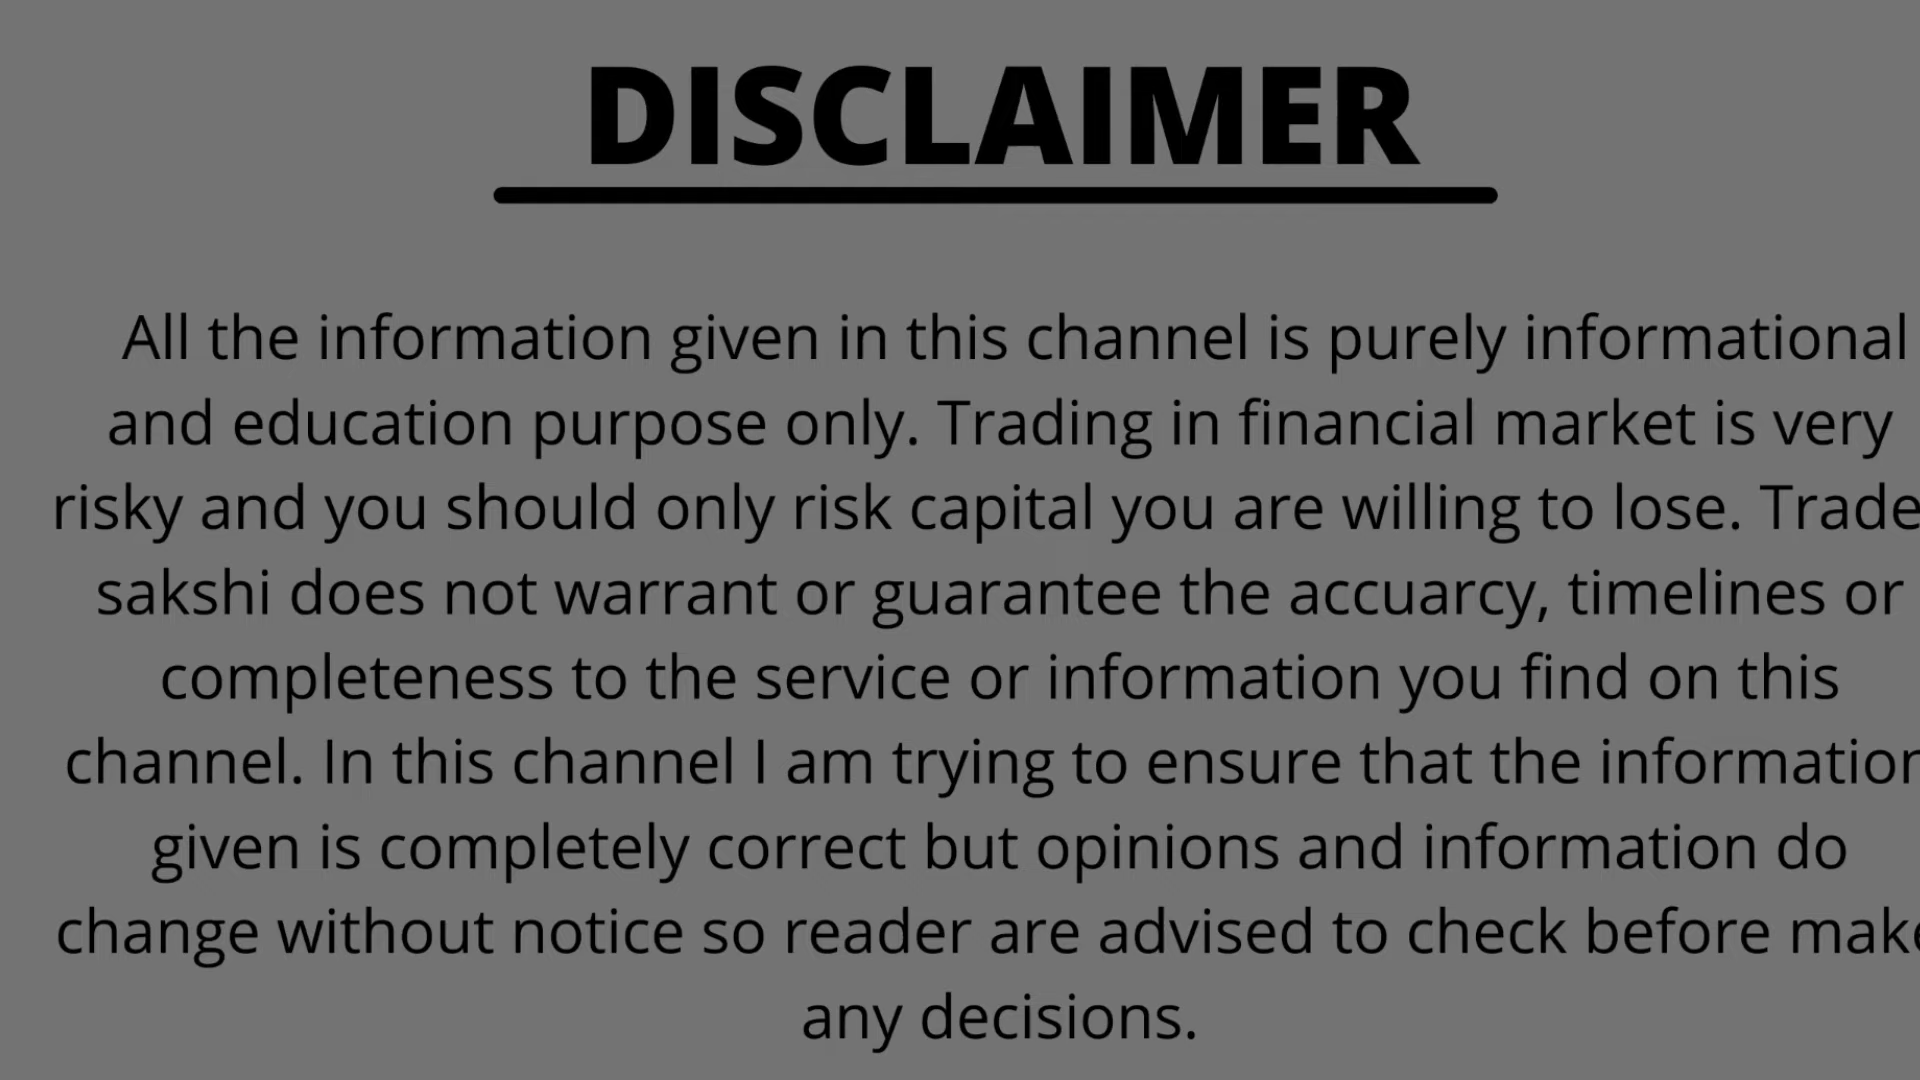 DISCLAIMER
All the information given in this channel is purely informational
and education purpose only. Trading in financial market is very
risky and you should only risk capital you are willing to lose. Trade
sakshi does not warrant or guarantee the accuarcy, timelines or
completeness to the service or information you find on this
channel. In this channel I am trying to ensure that the information
given is completely correct but opinions and information do
change without notice so reader are advised to check before make
any decisions.